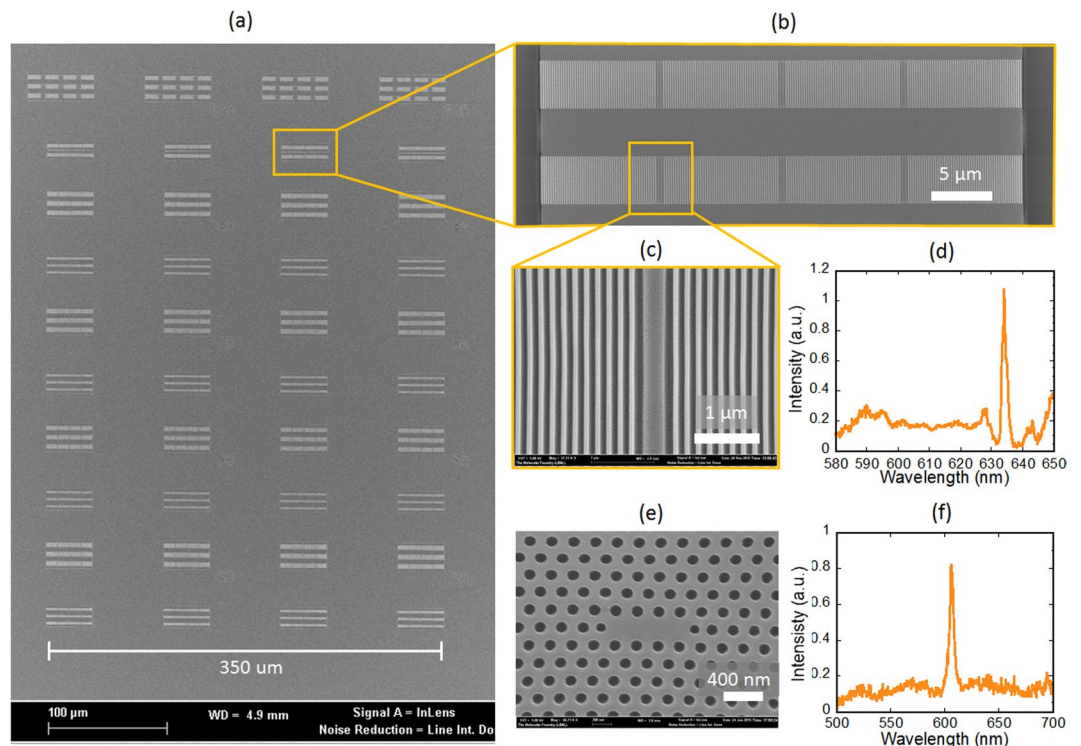 (a)
350 um
100 µm
WD = 4.9 mm
Signal A = InLens
Noise Reduction = Line Int. Do
(b)
5 µm
(c)
1 µm
(d)
1.2
1
0.8
0.6
0.4
0.2
0
Intensity (a.u.)
580 590 600 610 620 630 640 650
Wavelength (nm)
(e)
400 nm
(f)
1
0.8
0.6
0.4
0.2
0
Intensisty (a.u.)
500 550 600 650 700
Wavelength (nm)